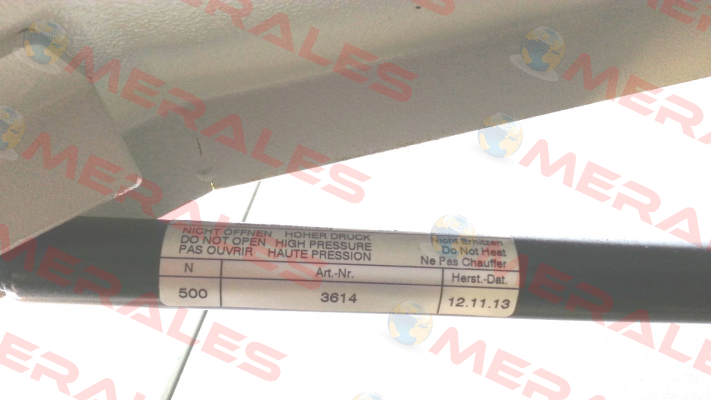 NICHT ÖFFNEN HOHER DRUCK Nicht Erhitzen
DO NOT OPEN HIGH PRESSURE Do Not Heat
PAS OUVRIR HAUTE PRESSION Ne Pas Chauffer
N Art.-Nr. Herst.-Dat.
500 3614 12.11.13
MERALES
MERALES
MERALES
MERALES